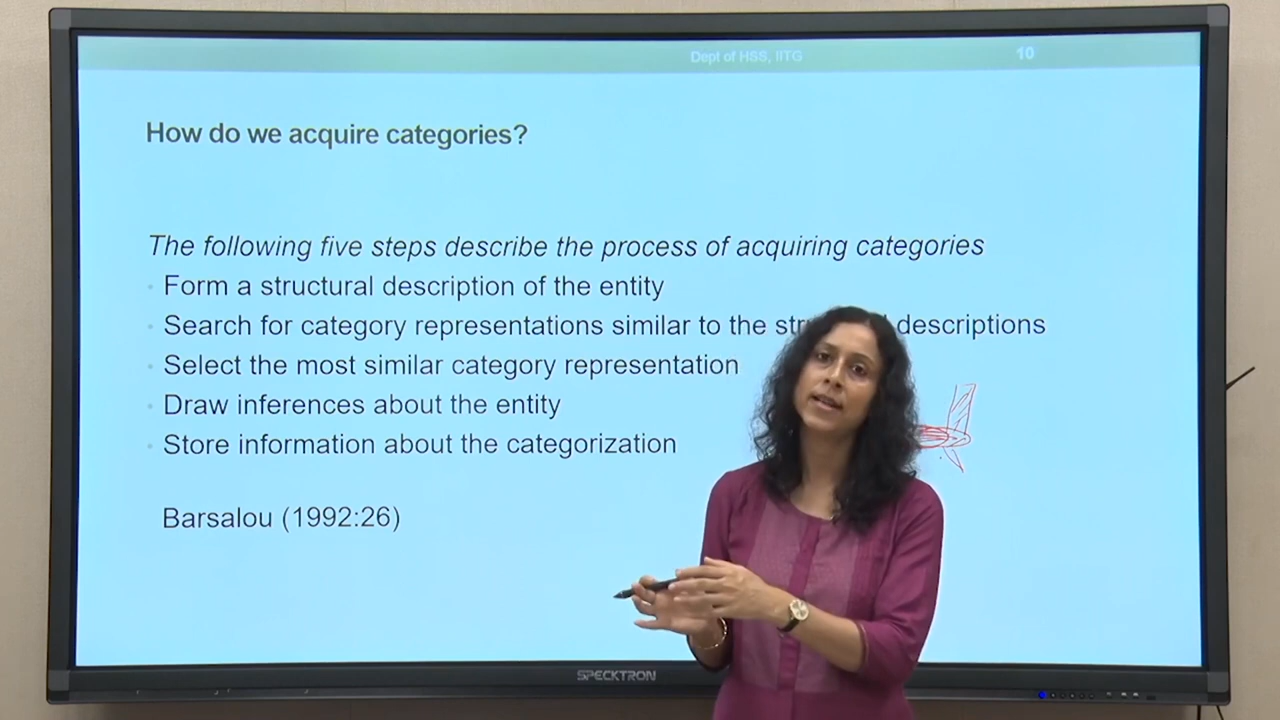 Dept of HSS, IITG 10
How do we acquire categories?
The following five steps describe the process of acquiring categories
Form a structural description of the entity
Search for category representations similar to the descriptions
Select the most similar category representation
Draw inferences about the entity
Store information about the categorization
Barsalou (1992:26)
SPECKTRON